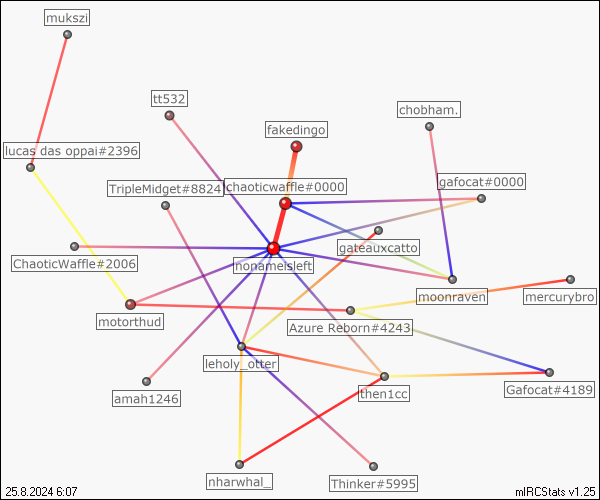 mukszi
tt532
chobham.
fakedingo
lucas das oppai#2396
TripleMidget#8824
!chaoticwaffle#0000
gafocat#0000
gateauxcatto
ChaoticWaffle#2006
nonamesleft
moonraven
mercurybro
motorthud
Azure Reborn#4243
leholy_otter
amah1246
then1cc
Gafocat#4189
nharwhal_
Thinker#5995
25.8.2024 6:07
mIRCStats v1.25